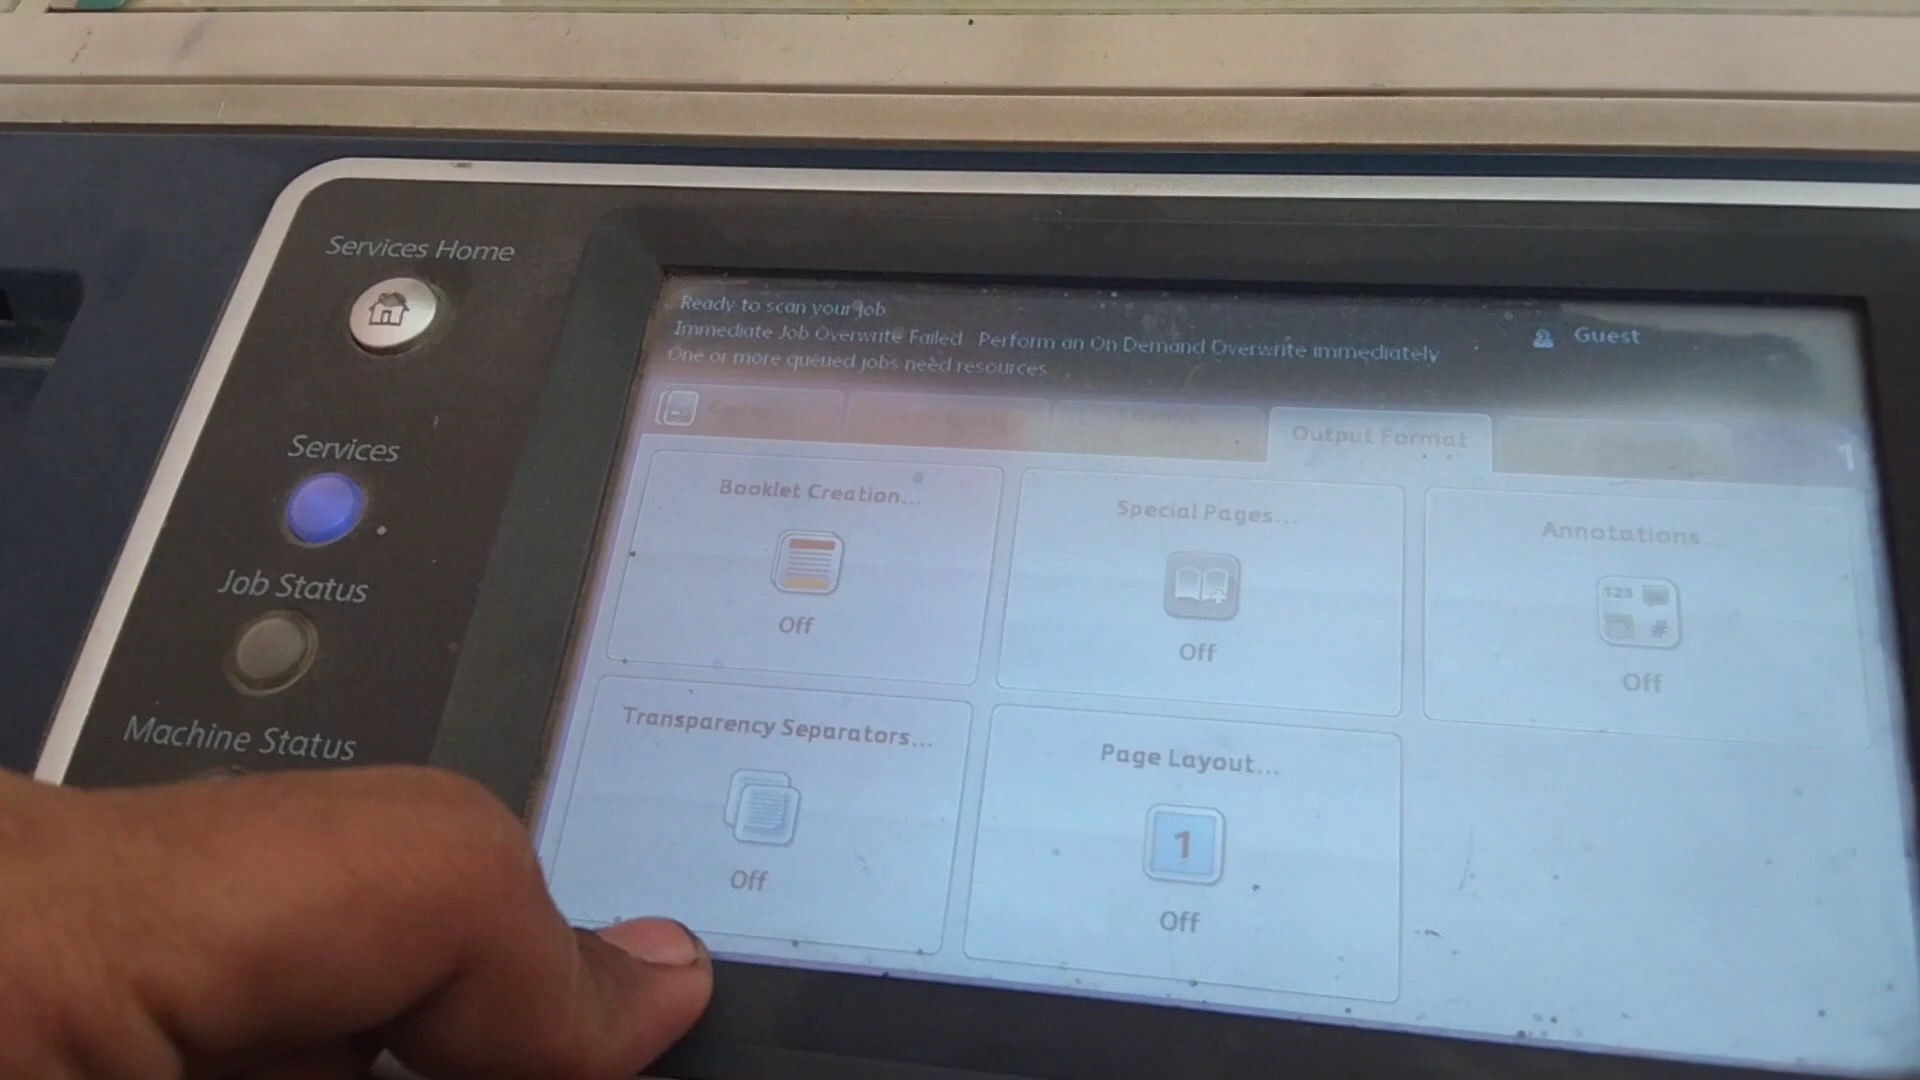 Services Home
Ready to scan your job
Immediate Job Overwrite Failed Perform an On Demand Overwrite immediately
One or more queued jobs need resources
Guest
Services
Output Format
1
Booklet Creation...
Off
Special Pages...
Off
Annotations...
123
#
Off
Job Status
Machine Status
Transparency Separators...
Off
Page Layout...
1
Off